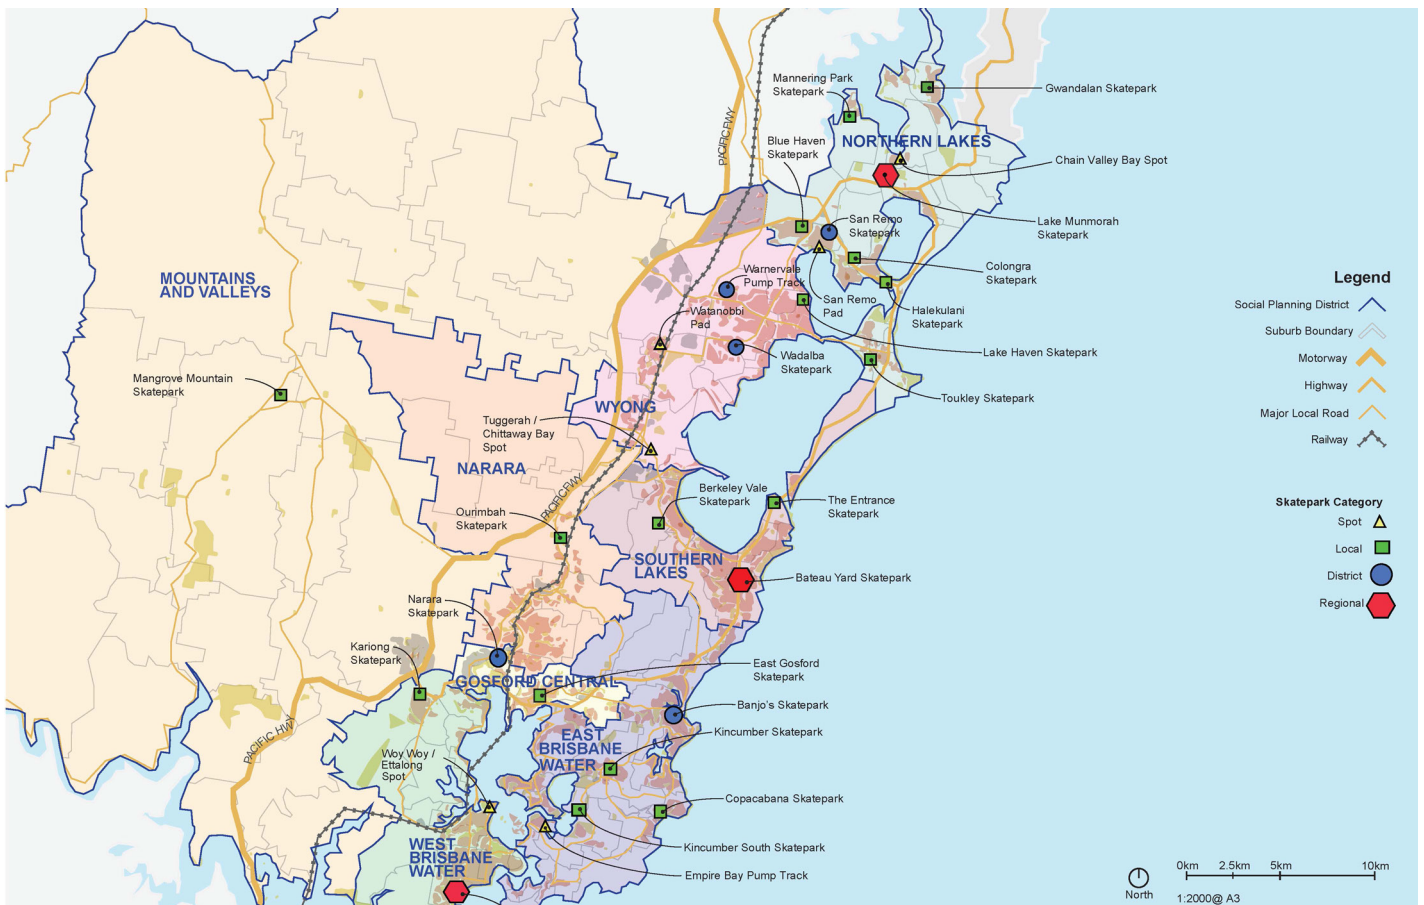 Mannering Park
Skatepark
Gwandalan Skatepark
PACIFIC FWY
Blue Haven
Skatepark
NORTHERN LAKES
Chain Valley Bay Spot
San Remo
Skatepark
Lake Munmorah
Skatepark
Colongra
Skatepark
MOUNTAINS
AND VALLEYS
Warnervale
Pump Track
San Remo
Pad
Halekulani
Skatepark
Watanobbi
Pad
Lake Haven Skatepark
Wadalba
Skatepark
Mangrove Mountain
Skatepark
Toukley Skatepark
WYONG
Tuggerah /
Chittaway Bay
Spot
NARARA
PACIFIC FWY
Berkeley Vale
Skatepark
The Entrance
Skatepark
Ourimbah
Skatepark
SOUTHERN
LAKES
Bateau Yard Skatepark
Narara
Skatepark
Kariong
Skatepark
East Gosford
Skatepark
GOSFORD CENTRAL
Banjo's Skatepark
PACIFIC HWY
Kincumber Skatepark
EAST
BRISBANE
WATER
Woy Woy /
Ettalong
Spot
Copacabana Skatepark
WEST
BRISBANE
WATER
Kincumber South Skatepark
Empire Bay Pump Track
Legend
Social Planning District
Suburb Boundary
Motorway
Highway
Major Local Road
Railway
Skatepark Category
Spot
Local
District
Regional
0km 2.5km 5km 10km
North
1:2000@ A3